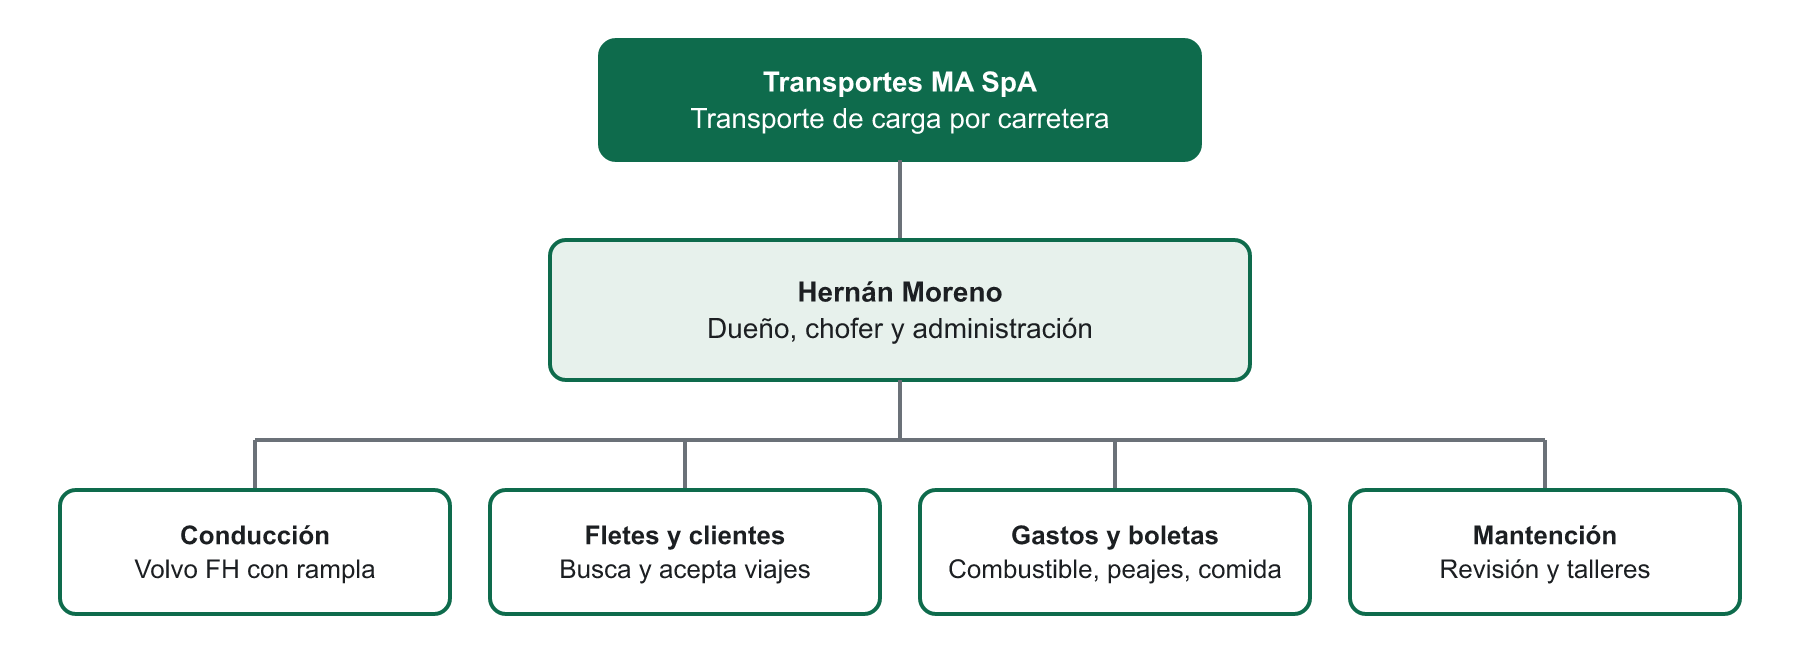 Transportes MA SpA
Transporte de carga por carretera
Hernán Moreno
Dueño, chofer y administración
Conducción
Volvo FH con rampla
Fletes y clientes
Busca y acepta viajes
Gastos y boletas
Combustible, peajes, comida
Mantención
Revisión y talleres